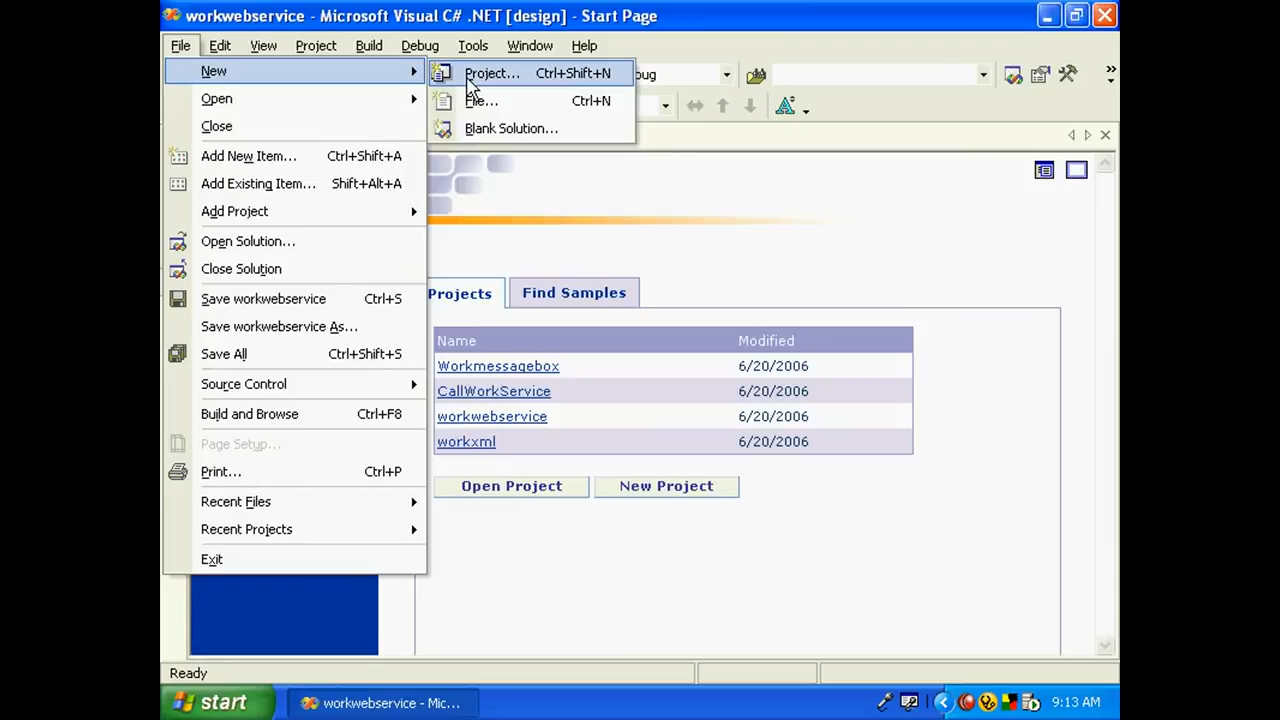 workwebservice - Microsoft Visual C# .NET [design] - Start Page
File Edit View Project Build Debug Tools Window Help
New
Project... Ctrl+Shift+N
File... Ctrl+N
Blank Solution...
Open
Close
Add New Item... Ctrl+Shift+A
Add Existing Item... Shift+Alt+A
Add Project
Open Solution...
Close Solution
Save workwebservice Ctrl+S
Save workwebservice As...
Save All Ctrl+Shift+S
Source Control
Build and Browse Ctrl+F8
Page Setup...
Print... Ctrl+P
Recent Files
Recent Projects
Exit
bug
Projects Find Samples
Name Modified
Workmessagebox 6/20/2006
CallWorkService 6/20/2006
workwebservice 6/20/2006
workxml 6/20/2006
Open Project New Project
Ready
start workwebservice - Mic... 9:13 AM